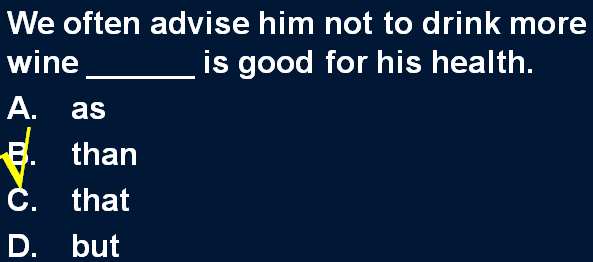 We often advise him not to drink more
wine ______ is good for his health.
A. as
B. than
C. that
D. but